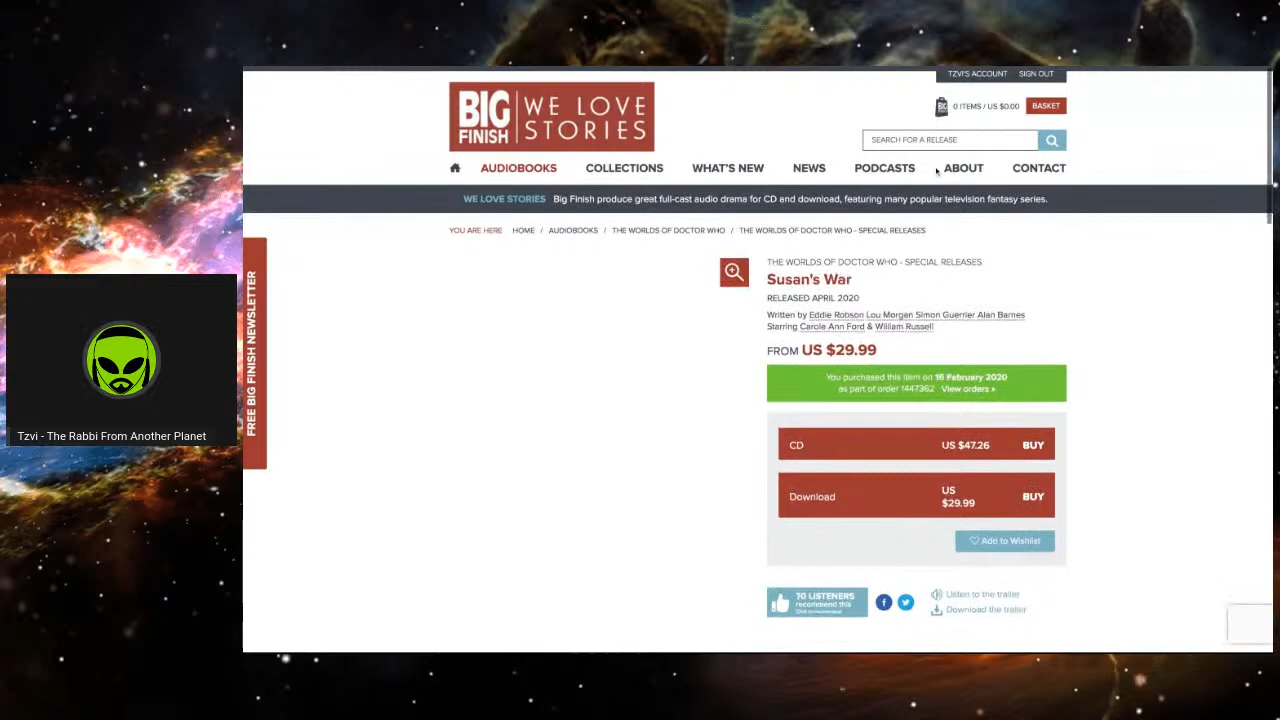 TZVI'S ACCOUNT SIGN OUT
BIG FINISH WE LOVE STORIES
0 ITEMS / US $0.00 BASKET
SEARCH FOR A RELEASE
AUDIOBOOKS COLLECTIONS WHAT'S NEW NEWS PODCASTS ABOUT CONTACT
WE LOVE STORIES Big Finish produce great full-cast audio drama for CD and download, featuring many popular television fantasy series.
YOU ARE HERE HOME / AUDIOBOOKS / THE WORLDS OF DOCTOR WHO / THE WORLDS OF DOCTOR WHO - SPECIAL RELEASES
FREE BIG FINISH NEWSLETTER
THE WORLDS OF DOCTOR WHO - SPECIAL RELEASES
Susan's War
RELEASED APRIL 2020
Written by Eddie Robson Lou Morgan Simon Guerrier Alan Barnes
Starring Carole Ann Ford & William Russell
FROM US $29.99
You purchased this item on 16 February 2020
as part of order 1447362 View orders »
CD US $47.26 BUY
Download US $29.99 BUY
Add to Wishlist
70 LISTENERS
recommend this
Listen to the trailer
Download the trailer
Tzvi - The Rabbi From Another Planet